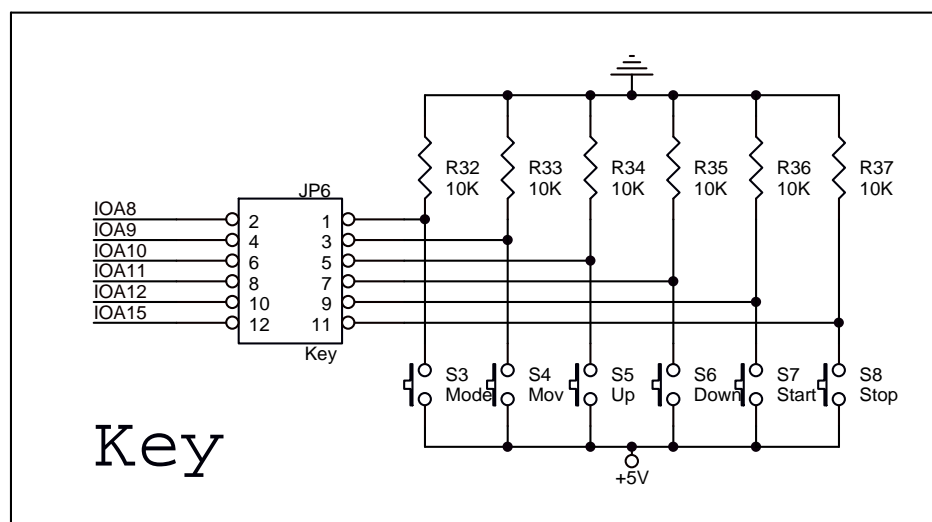 R32
10K
R33
10K
R34
10K
R35
10K
R36
10K
R37
10K
JP6
IOA8
IOA9
IOA10
IOA11
IOA12
IOA15
2 1
4 3
6 5
8 7
10 9
12 11
Key
S3
Mode
S4
Mov
S5
Up
S6
Down
S7
Start
S8
Stop
Key
+5V